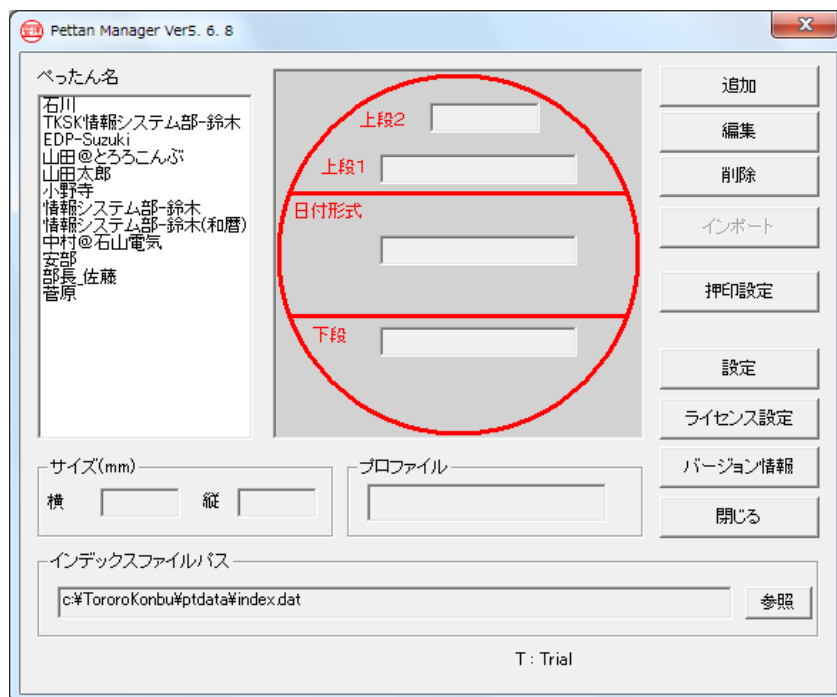 Pettan Manager Ver5. 6. 8
ぺったん名
石川
TKSK情報システム部-鈴木
EDP-Suzuki
山田@とろろこんぶ
山田太郎
小野寺
情報システム部-鈴木
情報システム部-鈴木(和暦)
中村@石山電気
安部
部長_佐藤
菅原
上段2
上段1
日付形式
下段
追加
編集
削除
インポート
押印設定
設定
ライセンス設定
バージョン情報
閉じる
サイズ(mm)
横
縦
プロファイル
インデックスファイルパス
c:¥TororoKonbu¥ptdata¥index.dat
参照
T : Trial